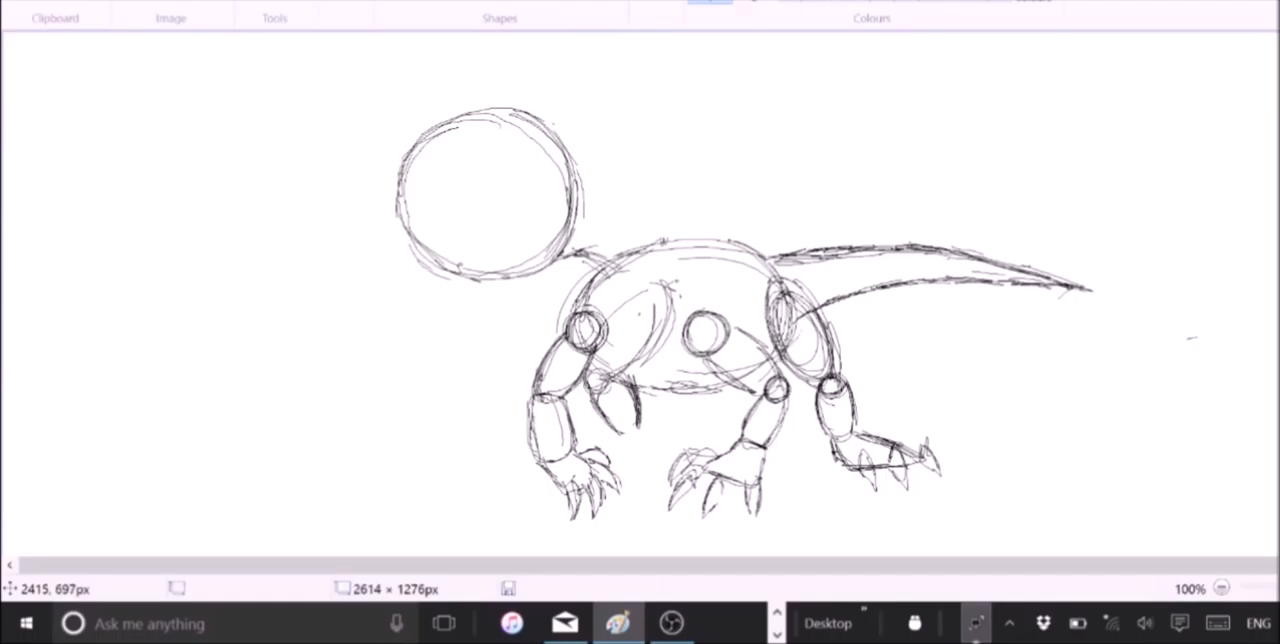 Clipboard Image Tools Shapes Colours
2415, 697px 2614 × 1276px 100%
Ask me anything Desktop ENG